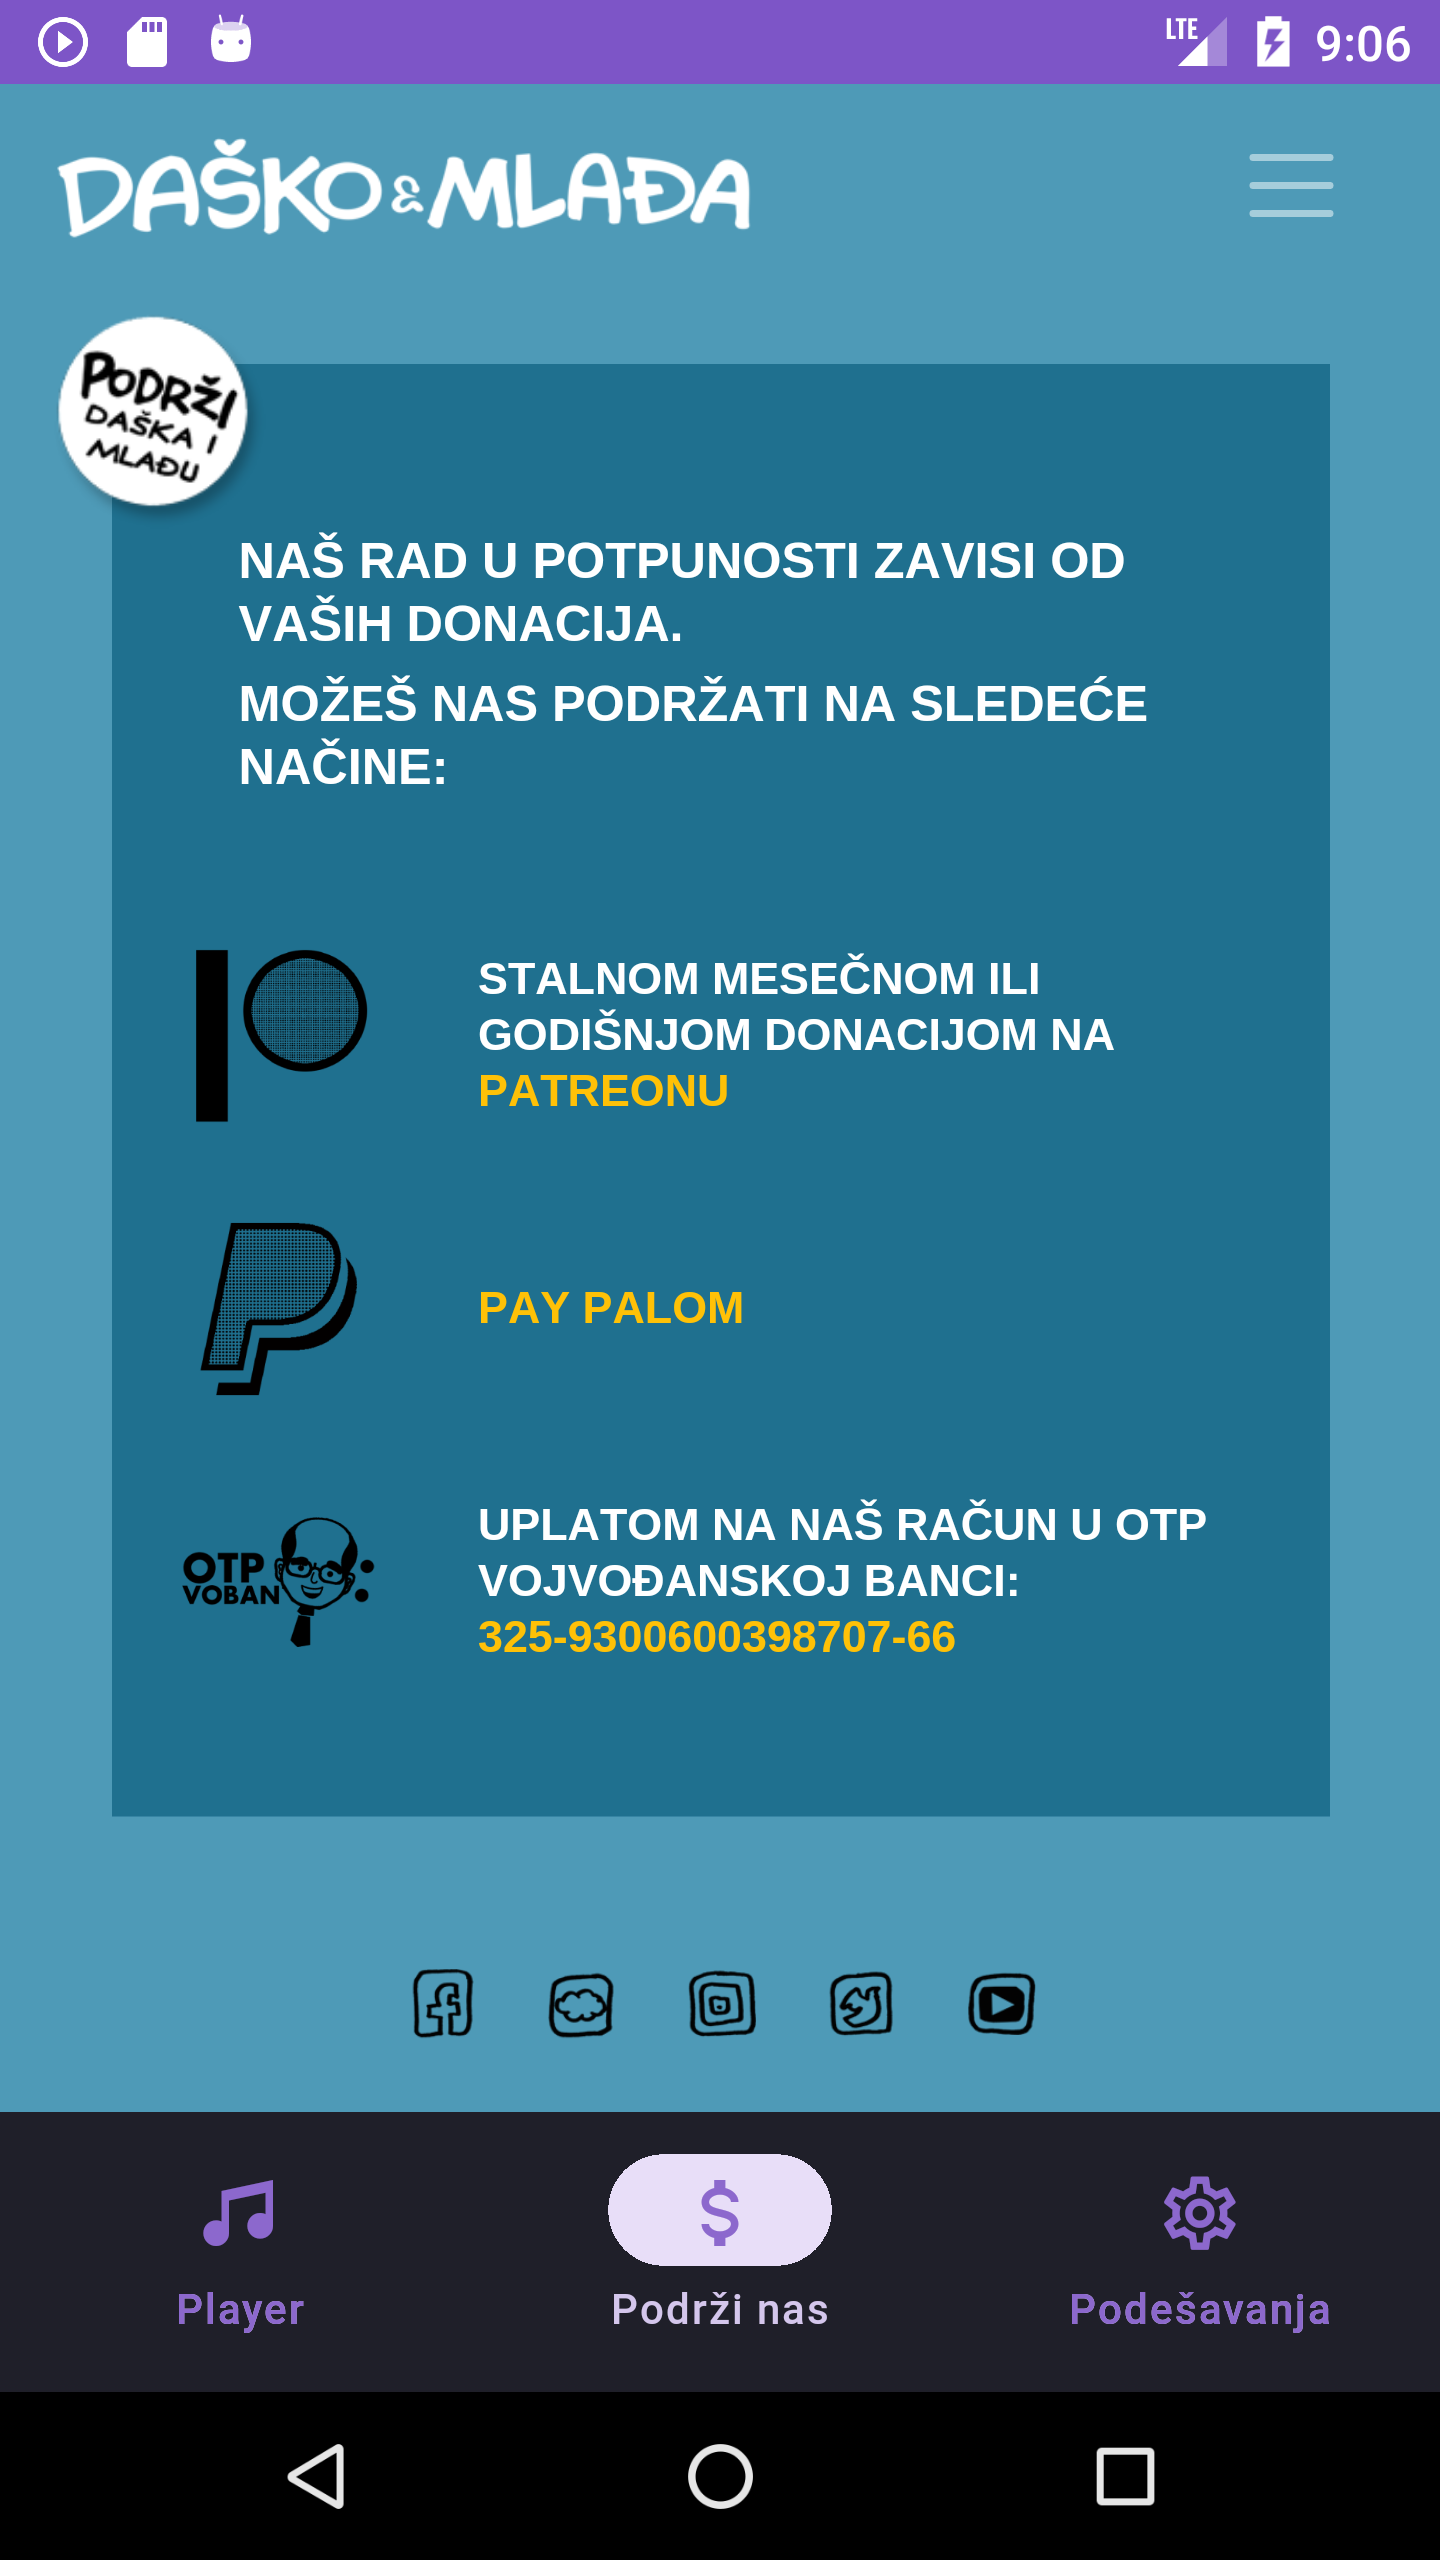 LTE 9:06
DAŠKO & MLAĐA
PODRŽI
DAŠKA I
MLAĐU
NAŠ RAD U POTPUNOSTI ZAVISI OD
VAŠIH DONACIJA.
MOŽEŠ NAS PODRŽATI NA SLEDEĆE
NAČINE:
STALNOM MESEČNOM ILI
GODIŠNJOM DONACIJOM NA
PATREONU
PAY PALOM
OTP
VOBAN
UPLATOM NA NAŠ RAČUN U OTP
VOJVOĐANSKOJ BANCI:
325-9300600398707-66
Player
Podrži nas
Podešavanja